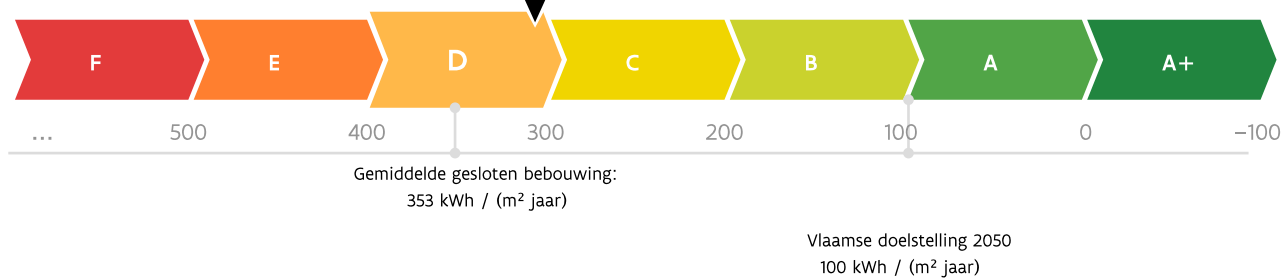 F E D C B A A+
... 500 400 300 200 100 0 −100
Gemiddelde gesloten bebouwing:
353 kWh / (m² jaar)
Vlaamse doelstelling 2050
100 kWh / (m² jaar)